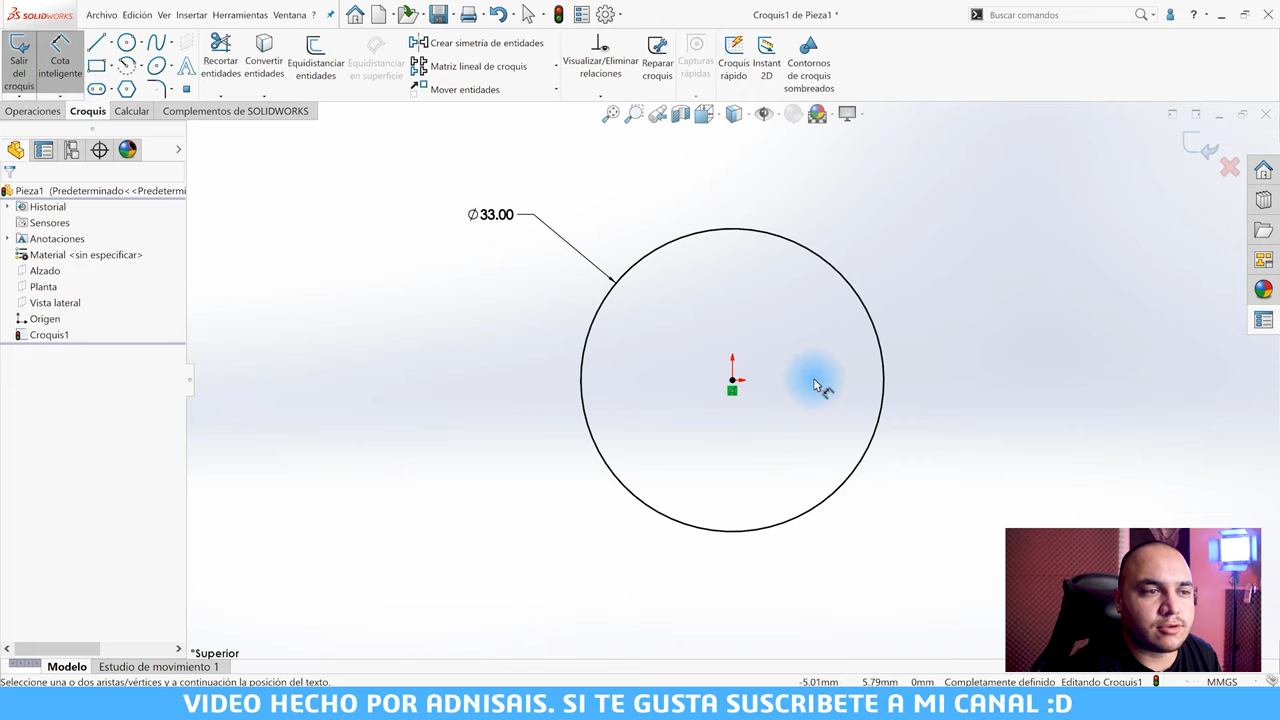 SOLIDWORKS
Archivo Edición Ver Insertar Herramientas Ventana
Croquis1 de Pieza1 *
Buscar comandos
Salir del croquis
Cota inteligente
Recortar entidades
Convertir entidades
Equidistanciar entidades
Equidistanciar en superficie
Crear simetría de entidades
Matriz lineal de croquis
Mover entidades
Visualizar/Eliminar relaciones
Reparar croquis
Capturas rápidas
Croquis rápido
Instant 2D
Contornos de croquis sombreados
Operaciones Croquis Calcular Complementos de SOLIDWORKS
Pieza1 (Predeterminado<<Predetermi
Historial
Sensores
Anotaciones
Material <sin especificar>
Alzado
Planta
Vista lateral
Origen
Croquis1
∅33.00
*Superior
Modelo Estudio de movimiento 1
Seleccione una o dos aristas/vértices y a continuación la posición del texto.
-5.01mm 5.79mm 0mm Completamente definido Editando Croquis1 MMGS
VIDEO HECHO POR ADNISAIS. SI TE GUSTA SUSCRIBETE A MI CANAL :D